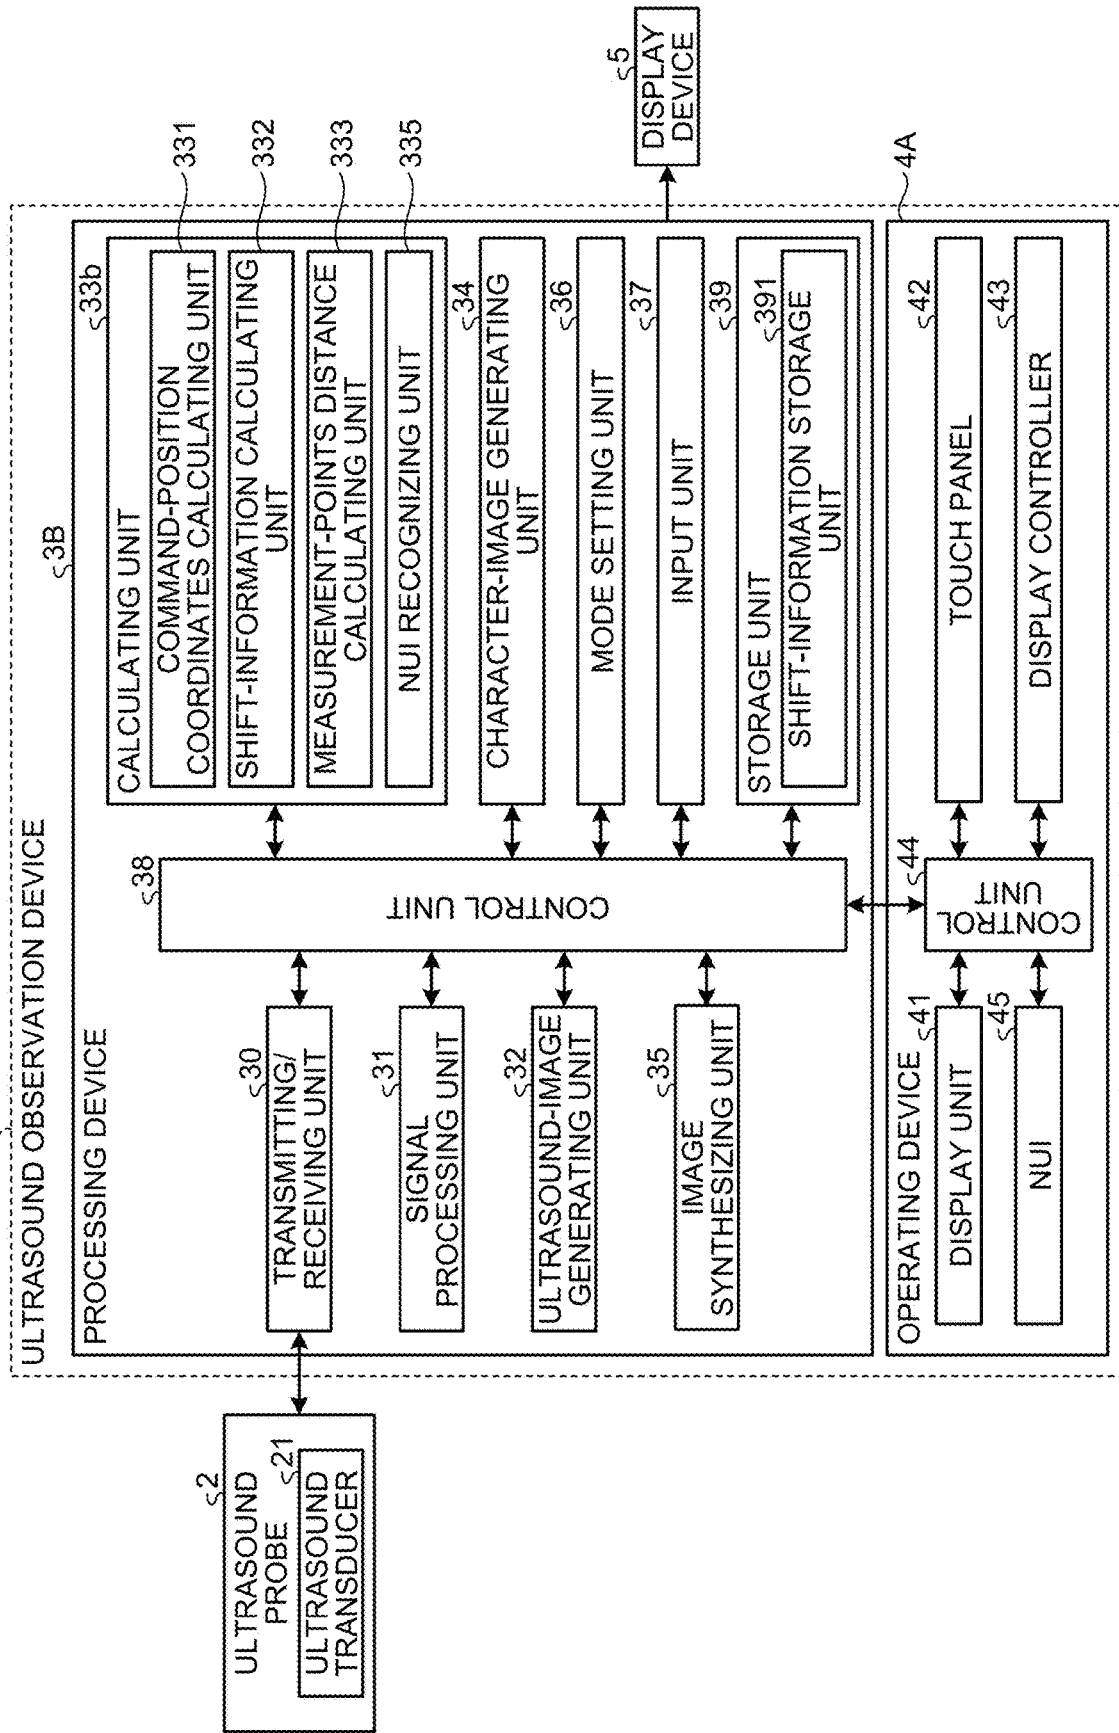 ULTRASOUND OBSERVATION DEVICE
PROCESSING DEVICE
3B
2
ULTRASOUND
PROBE
21
ULTRASOUND
TRANSDUCER
30
TRANSMITTING/
RECEIVING UNIT
31
SIGNAL
PROCESSING UNIT
32
ULTRASOUND-IMAGE
GENERATING UNIT
35
IMAGE
SYNTHESIZING UNIT
38
CONTROL UNIT
33b
CALCULATING UNIT
COMMAND-POSITION
COORDINATES CALCULATING UNIT
331
SHIFT-INFORMATION CALCULATING
UNIT
332
MEASUREMENT-POINTS DISTANCE
CALCULATING UNIT
333
NUI RECOGNIZING UNIT
335
34
CHARACTER-IMAGE GENERATING
UNIT
36
MODE SETTING UNIT
37
INPUT UNIT
39
STORAGE UNIT
391
SHIFT-INFORMATION STORAGE
UNIT
5
DISPLAY
DEVICE
4A
OPERATING DEVICE
41
DISPLAY UNIT
45
NUI
44
CONTROL
UNIT
42
TOUCH PANEL
43
DISPLAY CONTROLLER